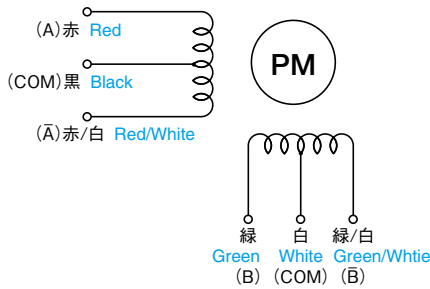 (A)赤 Red
PM
(COM)黒 Black
(A̅)赤/白 Red/White
緑 白 緑/白
Green White Green/Whtie
(B) (COM) (B̅)